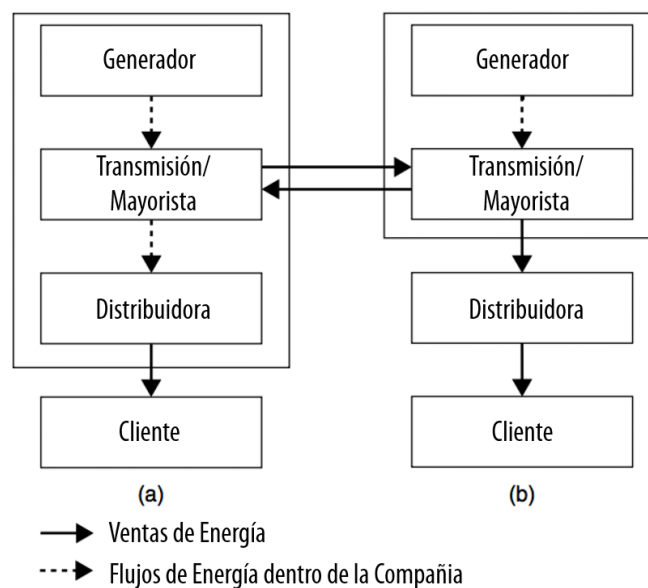 Generador
Generador
Transmisión/
Mayorista
Transmisión/
Mayorista
Distribuidora
Distribuidora
Cliente
Cliente
(a)
(b)
Ventas de Energía
Flujos de Energía dentro de la Compañia